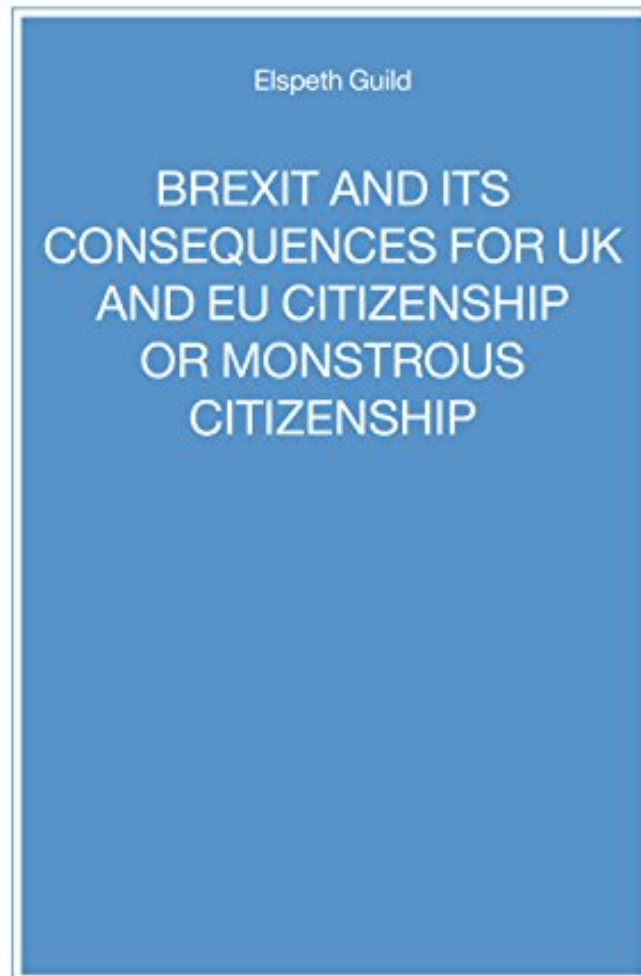 Elspeth Guild
BREXIT AND ITS
CONSEQUENCES FOR UK
AND EU CITIZENSHIP
OR MONSTROUS
CITIZENSHIP